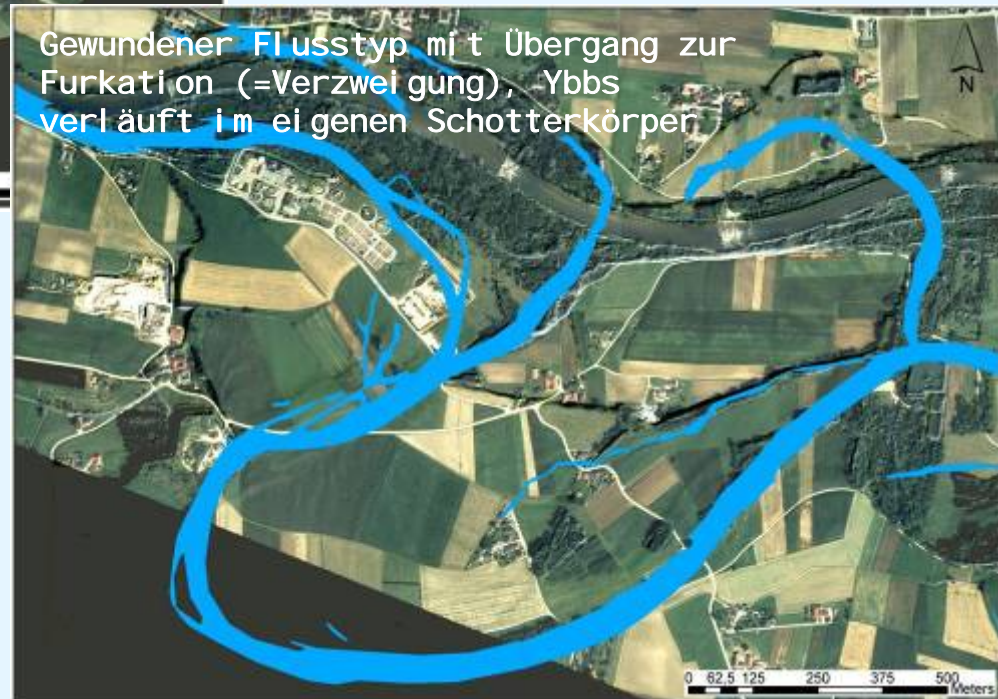 Gewundener Flusstyp mit Übergang zur
Furkation (=Verzweigung), Ybbs
verläuft im eigenen Schotterkörper
N
0 62,5 125 250 375 500
Meters